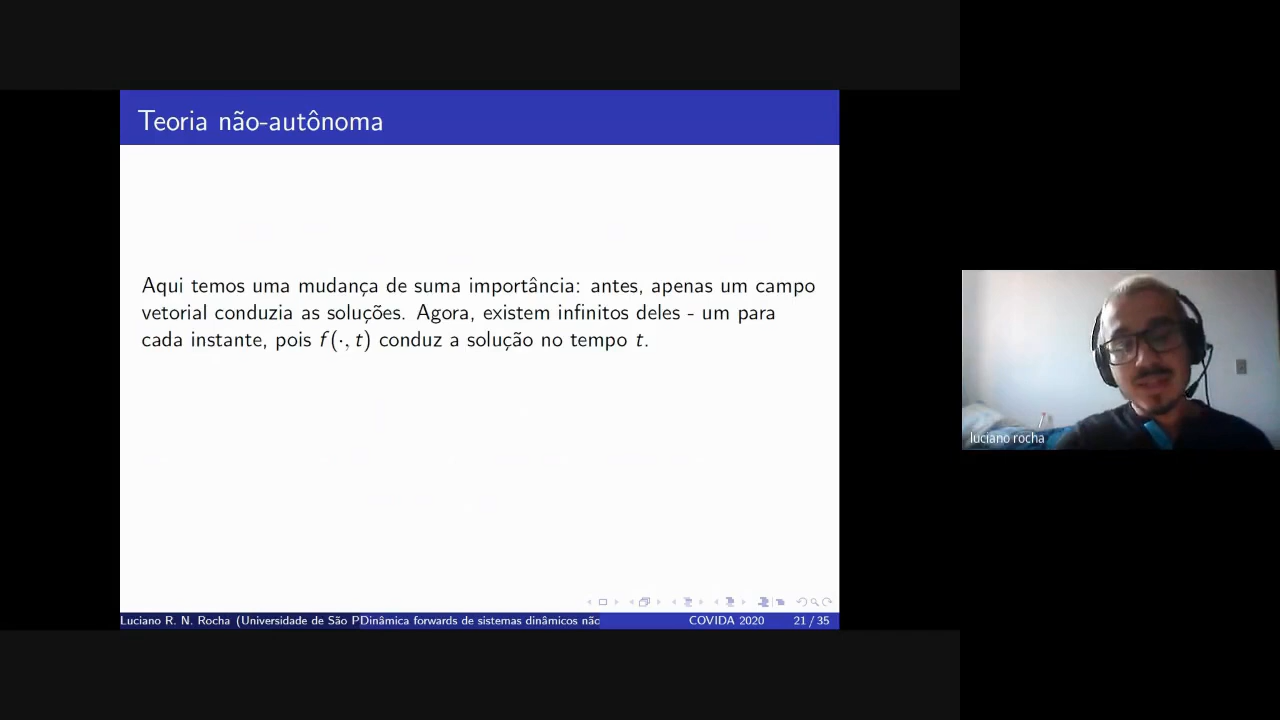 Teoria não-autônoma
Aqui temos uma mudança de suma importância: antes, apenas um campo
vetorial conduzia as soluções. Agora, existem infinitos deles - um para
cada instante, pois f(·, t) conduz a solução no tempo t.
luciano rocha
Luciano R. N. Rocha (Universidade de São P Dinâmica forwards de sistemas dinâmicos não COVIDA 2020 21 / 35